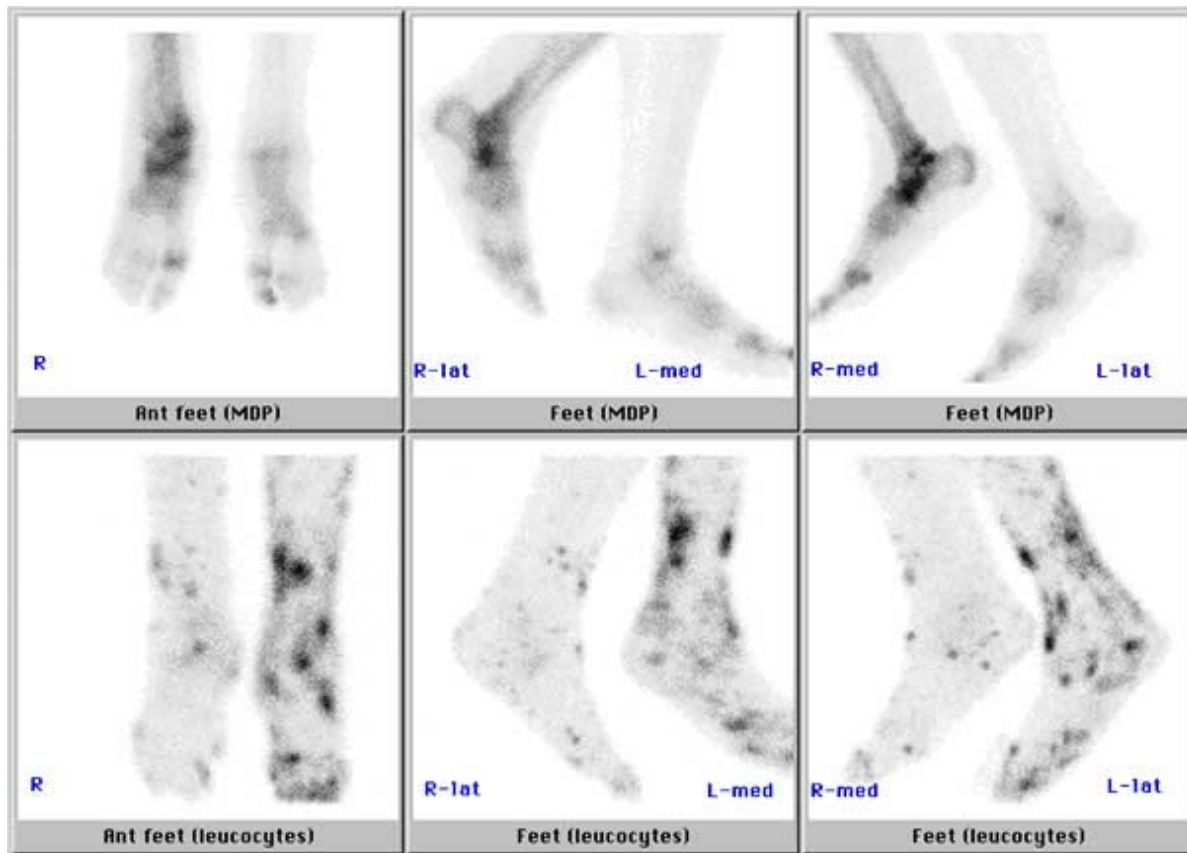 R
Ant feet (MDP)
R-lat
L-med
Feet (MDP)
R-med
L-lat
Feet (MDP)
R
Ant feet (leucocytes)
R-lat
L-med
Feet (leucocytes)
R-med
L-lat
Feet (leucocytes)